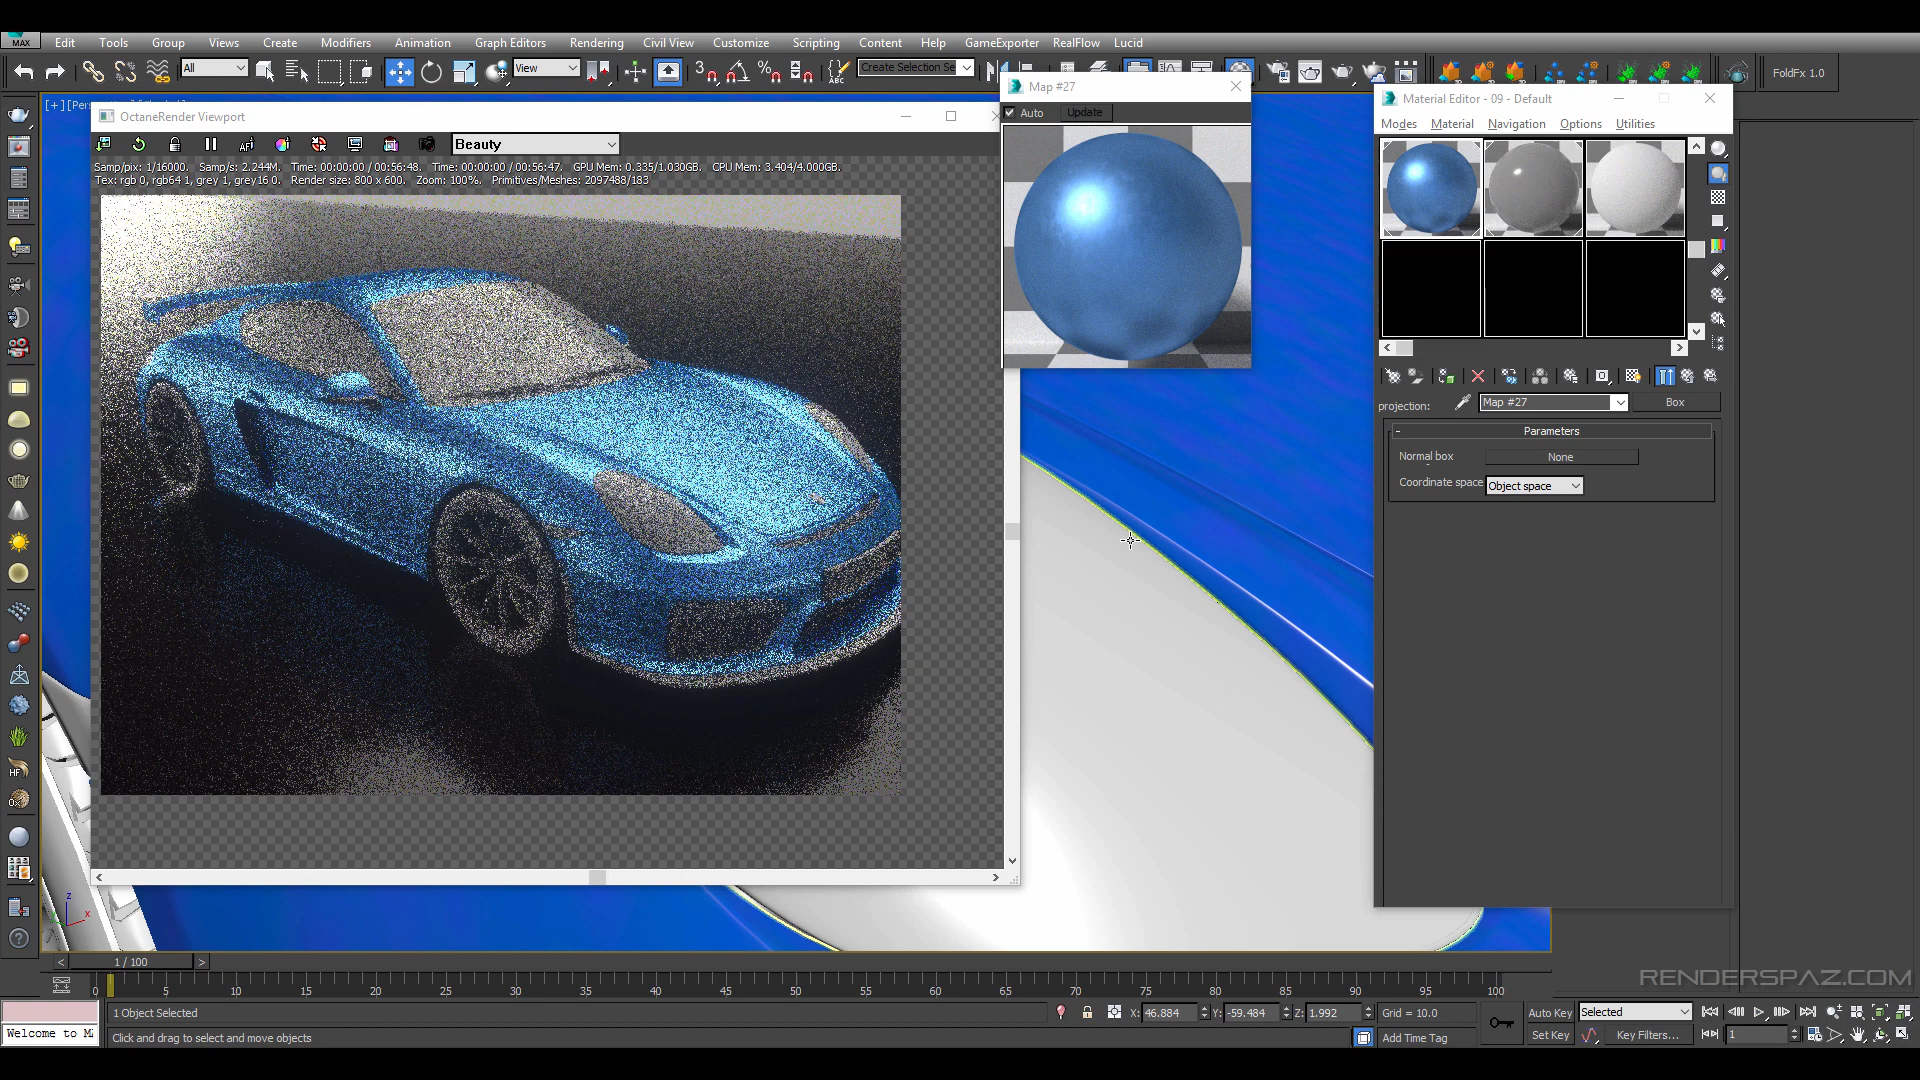 MAX
Edit Tools Group Views Create Modifiers Animation Graph Editors Rendering Civil View Customize Scripting Content Help GameExporter RealFlow Lucid
All View 3 ABC Create Selection Se FoldFx 1.0
[+][Pers
OctaneRender Viewport
Beauty
Samp/pix: 1/16000. Samp/s: 2.244M. Time: 00:00:00 / 00:56:48. Time: 00:00:00 / 00:56:47. GPU Mem: 0.335/1.030GB. CPU Mem: 3.404/4.000GB.
Tex: rgb 0, rgb64 1, grey 1, grey16 0. Render size: 800 x 600. Zoom: 100%. Primitives/Meshes: 2097488/183
Map #27
Auto Update
Material Editor - 09 - Default
Modes Material Navigation Options Utilities
projection: Map #27 Box
- Parameters
Normal box None
Coordinate space Object space
HF
z
x
1 / 100
0 5 10 15 20 25 30 35 40 45 50 55 60 65 70 75 80 85 90 95 100
RENDERSPAZ.COM
1 Object Selected X: 46.884 Y: -59.484 Z: 1.992 Grid = 10.0 Auto Key Selected
Welcome to M Click and drag to select and move objects Add Time Tag Set Key Key Filters... 1